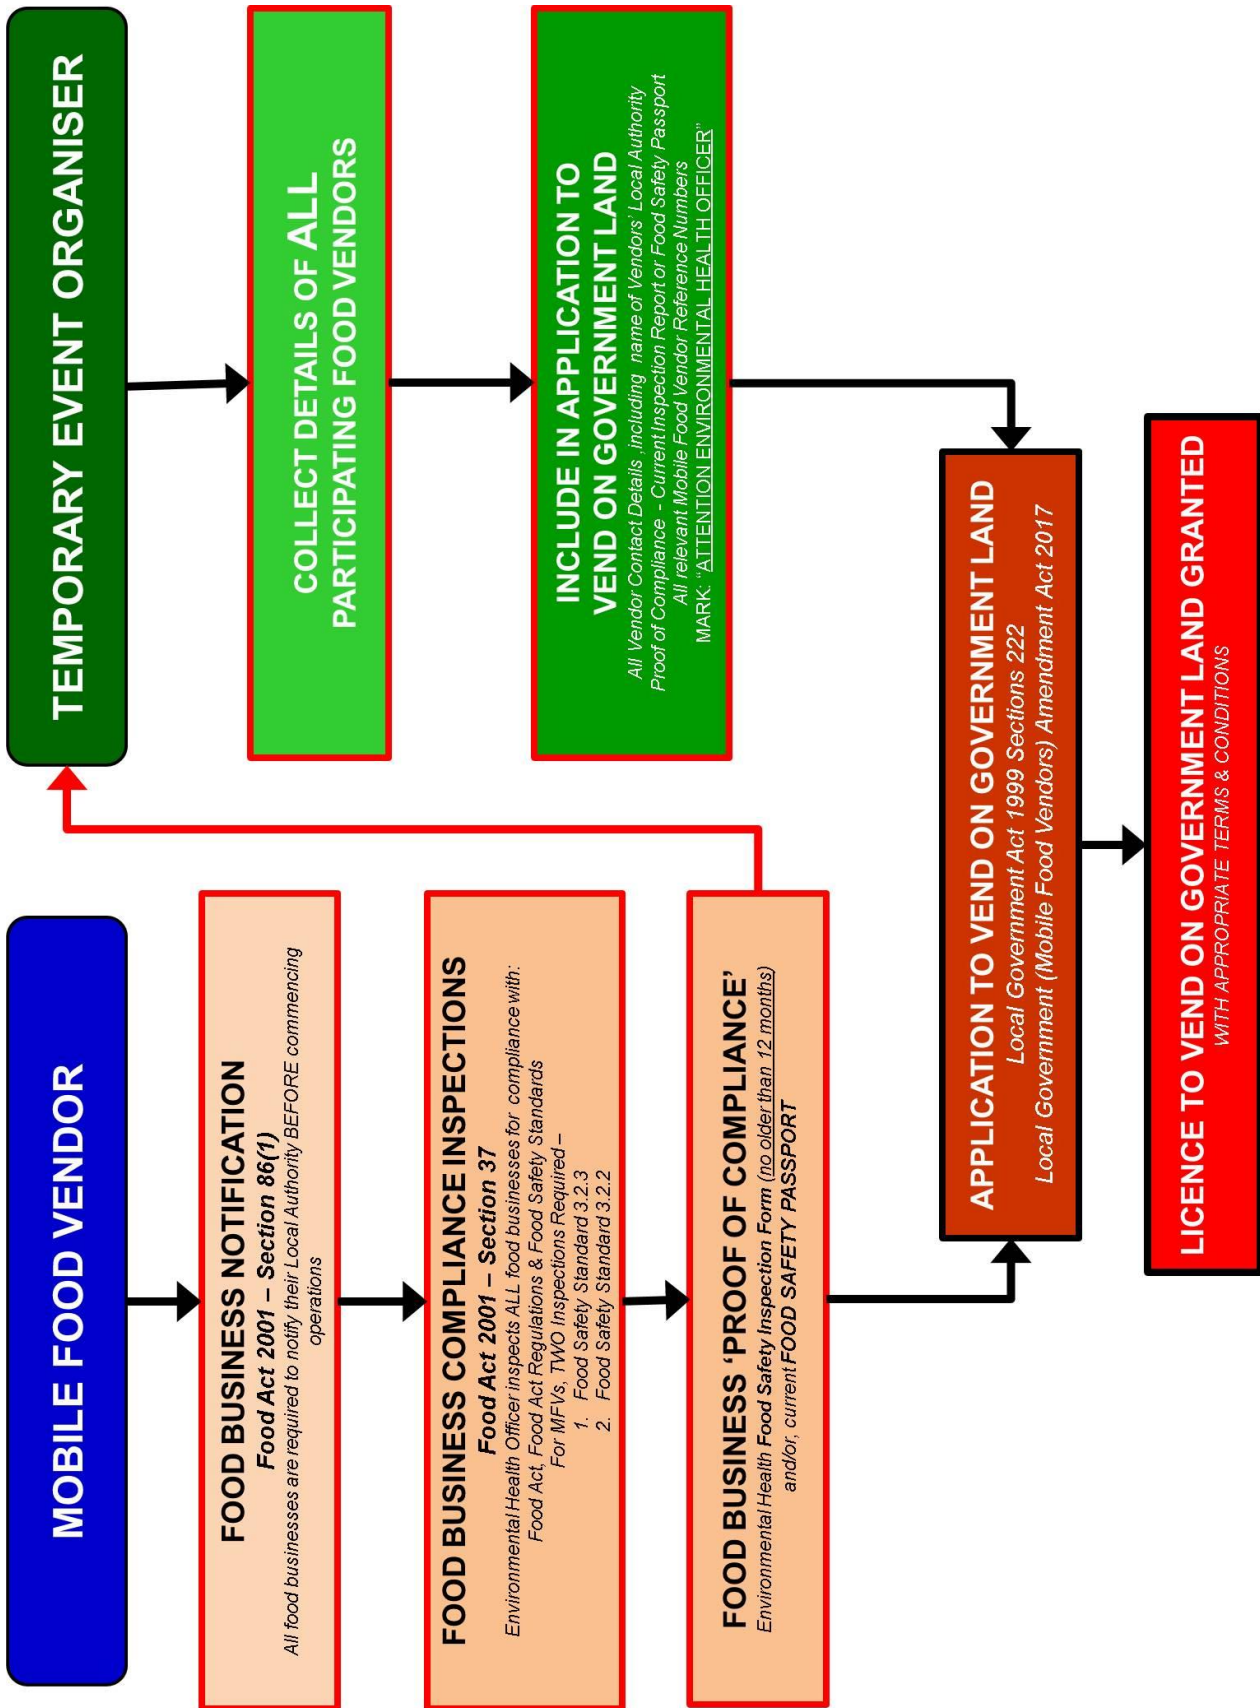 MOBILE FOOD VENDOR
FOOD BUSINESS NOTIFICATION
Food Act 2001 – Section 86(1)
All food businesses are required to notify their Local Authority BEFORE commencing
operations
FOOD BUSINESS COMPLIANCE INSPECTIONS
Food Act 2001 – Section 37
Environmental Health Officer inspects ALL food businesses for compliance with:
Food Act, Food Act Regulations & Food Safety Standards
For MFVs, TWO Inspections Required –
1. Food Safety Standard 3.2.3
2. Food Safety Standard 3.2.2
FOOD BUSINESS ‘PROOF OF COMPLIANCE’
Environmental Health Food Safety Inspection Form (no older than 12 months)
and/or, current FOOD SAFETY PASSPORT
TEMPORARY EVENT ORGANISER
COLLECT DETAILS OF ALL
PARTICIPATING FOOD VENDORS
INCLUDE IN APPLICATION TO
VEND ON GOVERNMENT LAND
All Vendor Contact Details ,including name of Vendors’ Local Authority
Proof of Compliance - Current Inspection Report or Food Safety Passport
All relevant Mobile Food Vendor Reference Numbers
MARK: “ATTENTION ENVIRONMENTAL HEALTH OFFICER”
APPLICATION TO VEND ON GOVERNMENT LAND
Local Government Act 1999 Sections 222
Local Government (Mobile Food Vendors) Amendment Act 2017
LICENCE TO VEND ON GOVERNMENT LAND GRANTED
WITH APPROPRIATE TERMS & CONDITIONS